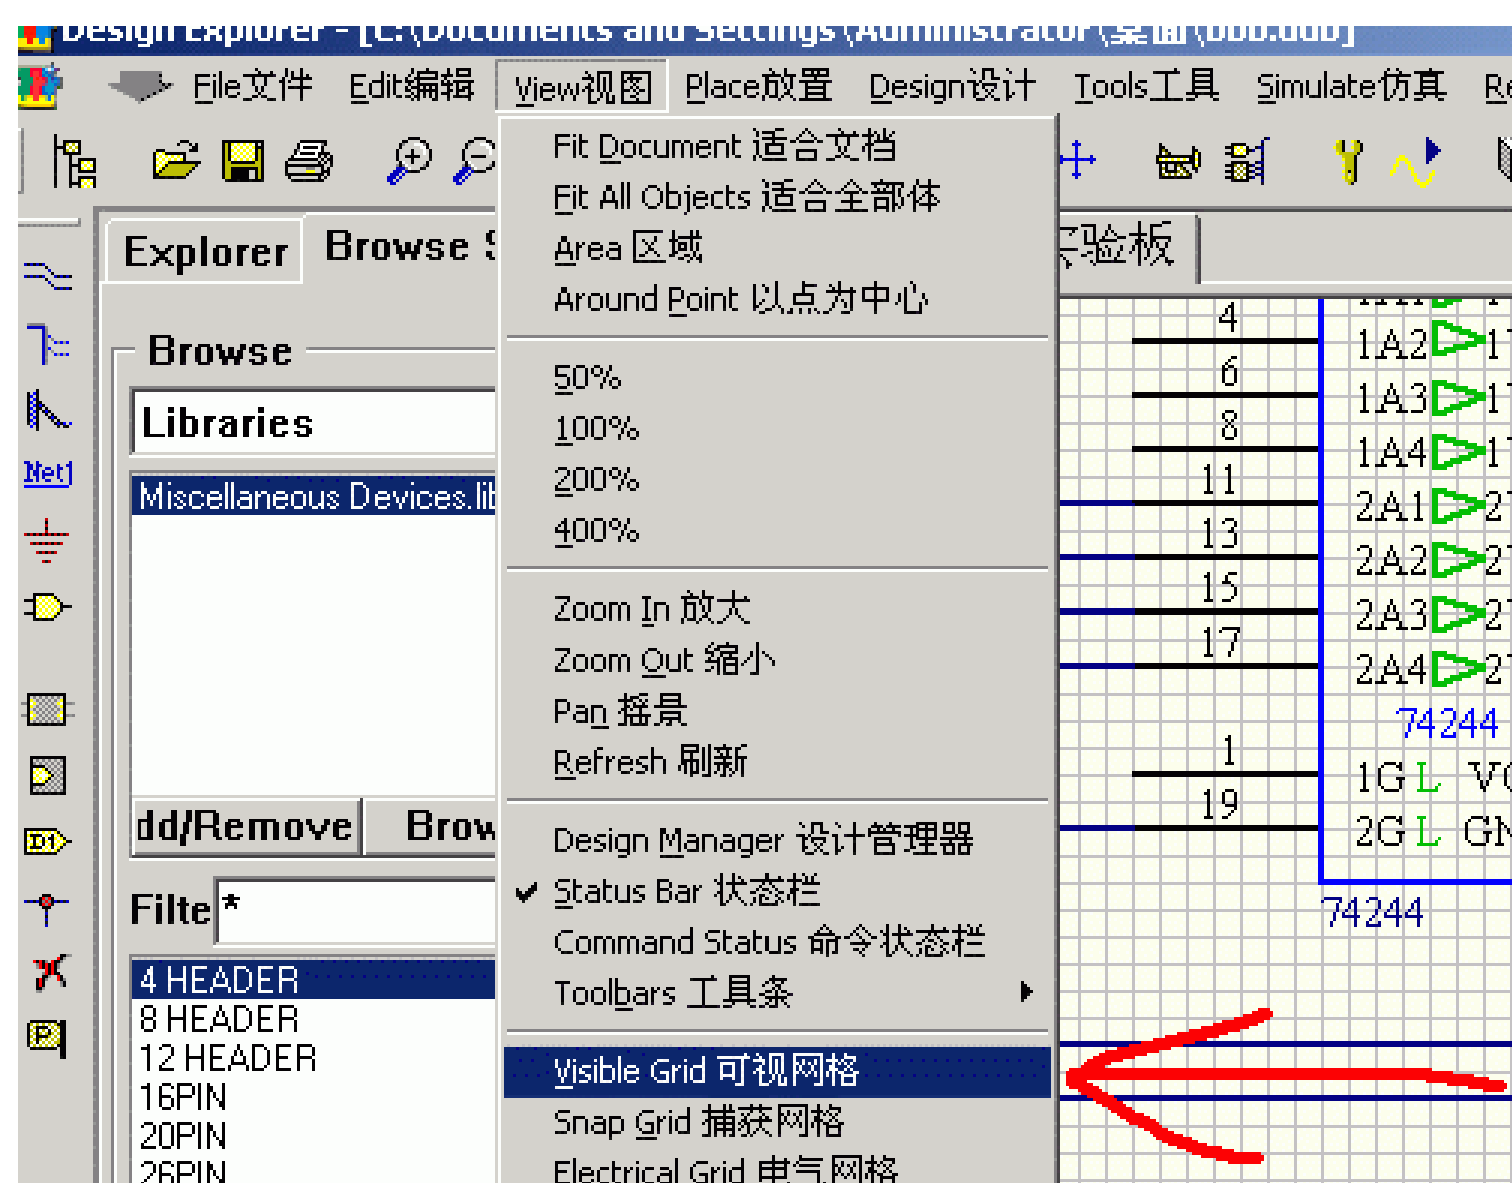 Design Explorer - [C:\Documents and Settings\Administrator\桌面\bbb.ddb]
File文件 Edit编辑 View视图 Place放置 Design设计 Tools工具 Simulate仿真
Fit Document 适合文档
Fit All Objects 适合全部体
Area 区域
Around Point 以点为中心
50%
100%
200%
400%
Zoom In 放大
Zoom Out 缩小
Pan 摇景
Refresh 刷新
Design Manager 设计管理器
Status Bar 状态栏
Command Status 命令状态栏
Toolbars 工具条
Visible Grid 可视网格
Snap Grid 捕获网格
Electrical Grid 电气网格
Explorer Browse
Browse
Libraries
Miscellaneous Devices.lib
dd/Remove Brow
Filte *
4 HEADER
8 HEADER
12 HEADER
16PIN
20PIN
26PIN
Net1
D1
P
实验板
4
6 1A2
8 1A3
11 1A4
13 2A1
15 2A2
17 2A3
2A4
74244
1 1G L
19 2G L GN
74244